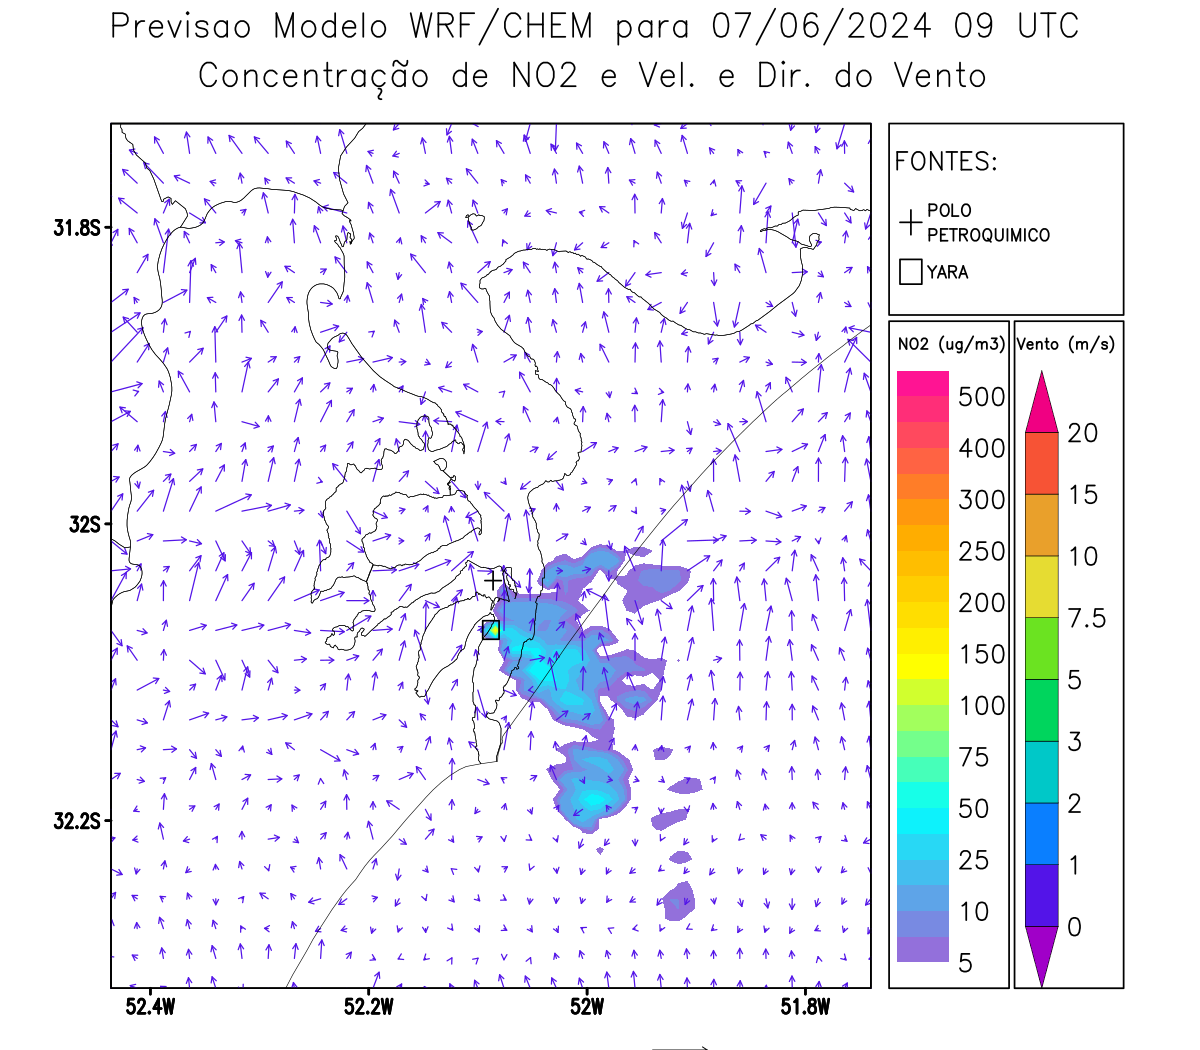 Previsao Modelo WRF/CHEM para 07/06/2024 09 UTC
Concentração de NO2 e Vel. e Dir. do Vento
FONTES:
POLO
PETROQUIMICO
YARA
NO2 (ug/m3)
500
400
300
250
200
150
100
75
50
25
10
5
Vento (m/s)
20
15
10
7.5
5
3
2
1
0
31.8S
32S
32.2S
52.4W 52.2W 52W 51.8W